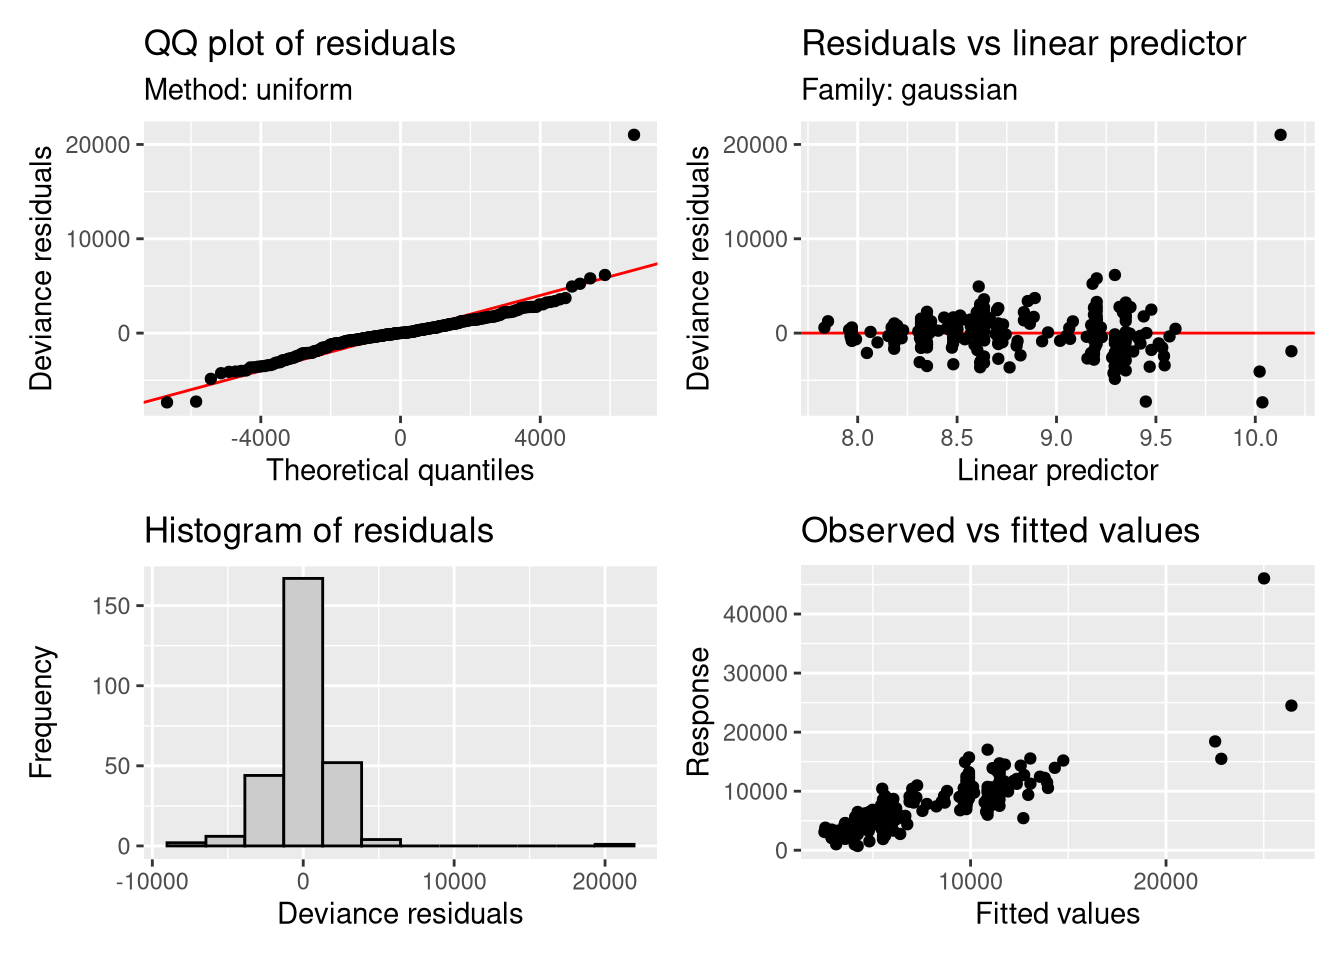 QQ plot of residuals
Method: uniform
Deviance residuals
20000
10000
0
-4000
0
4000
Theoretical quantiles
Residuals vs linear predictor
Family: gaussian
Deviance residuals
20000
10000
0
8.0
8.5
9.0
9.5
10.0
Linear predictor
Histogram of residuals
Frequency
150
100
50
0
-10000
0
10000
20000
Deviance residuals
Observed vs fitted values
Response
40000
30000
20000
10000
0
10000
20000
Fitted values